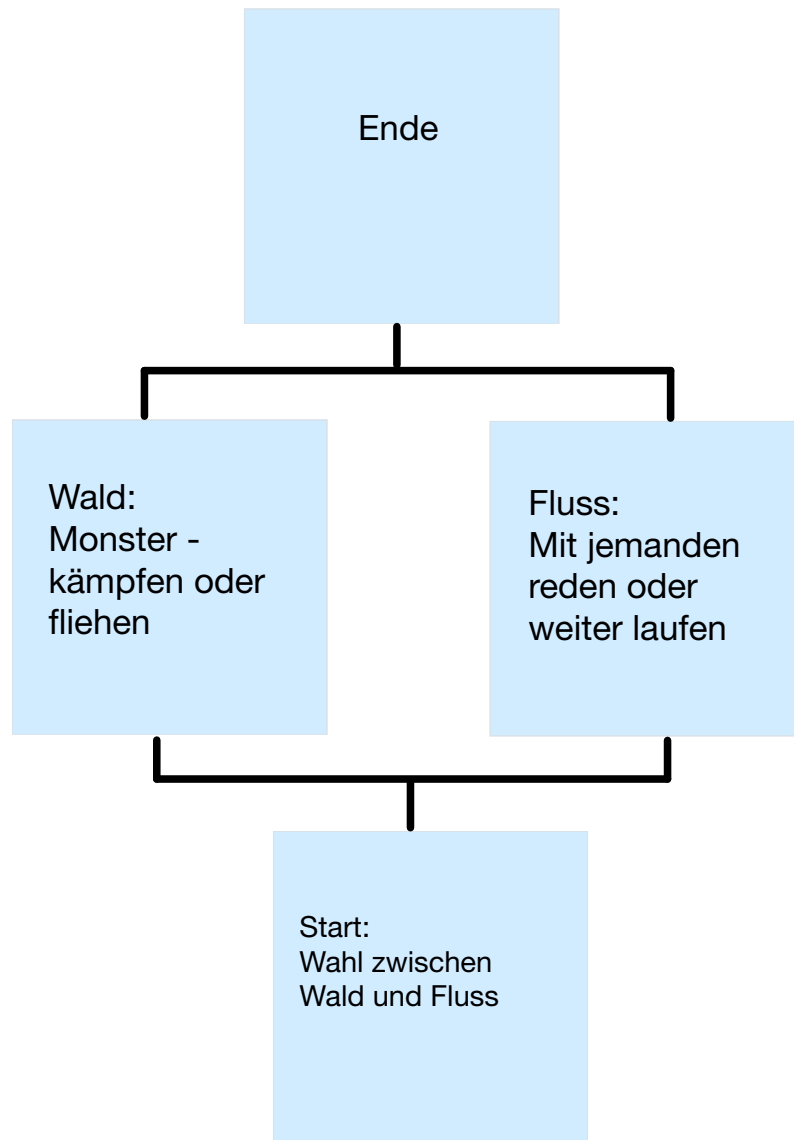 Ende
Wald:
Monster -
kämpfen oder
fliehen
Fluss:
Mit jemanden
reden oder
weiter laufen
Start:
Wahl zwischen
Wald und Fluss